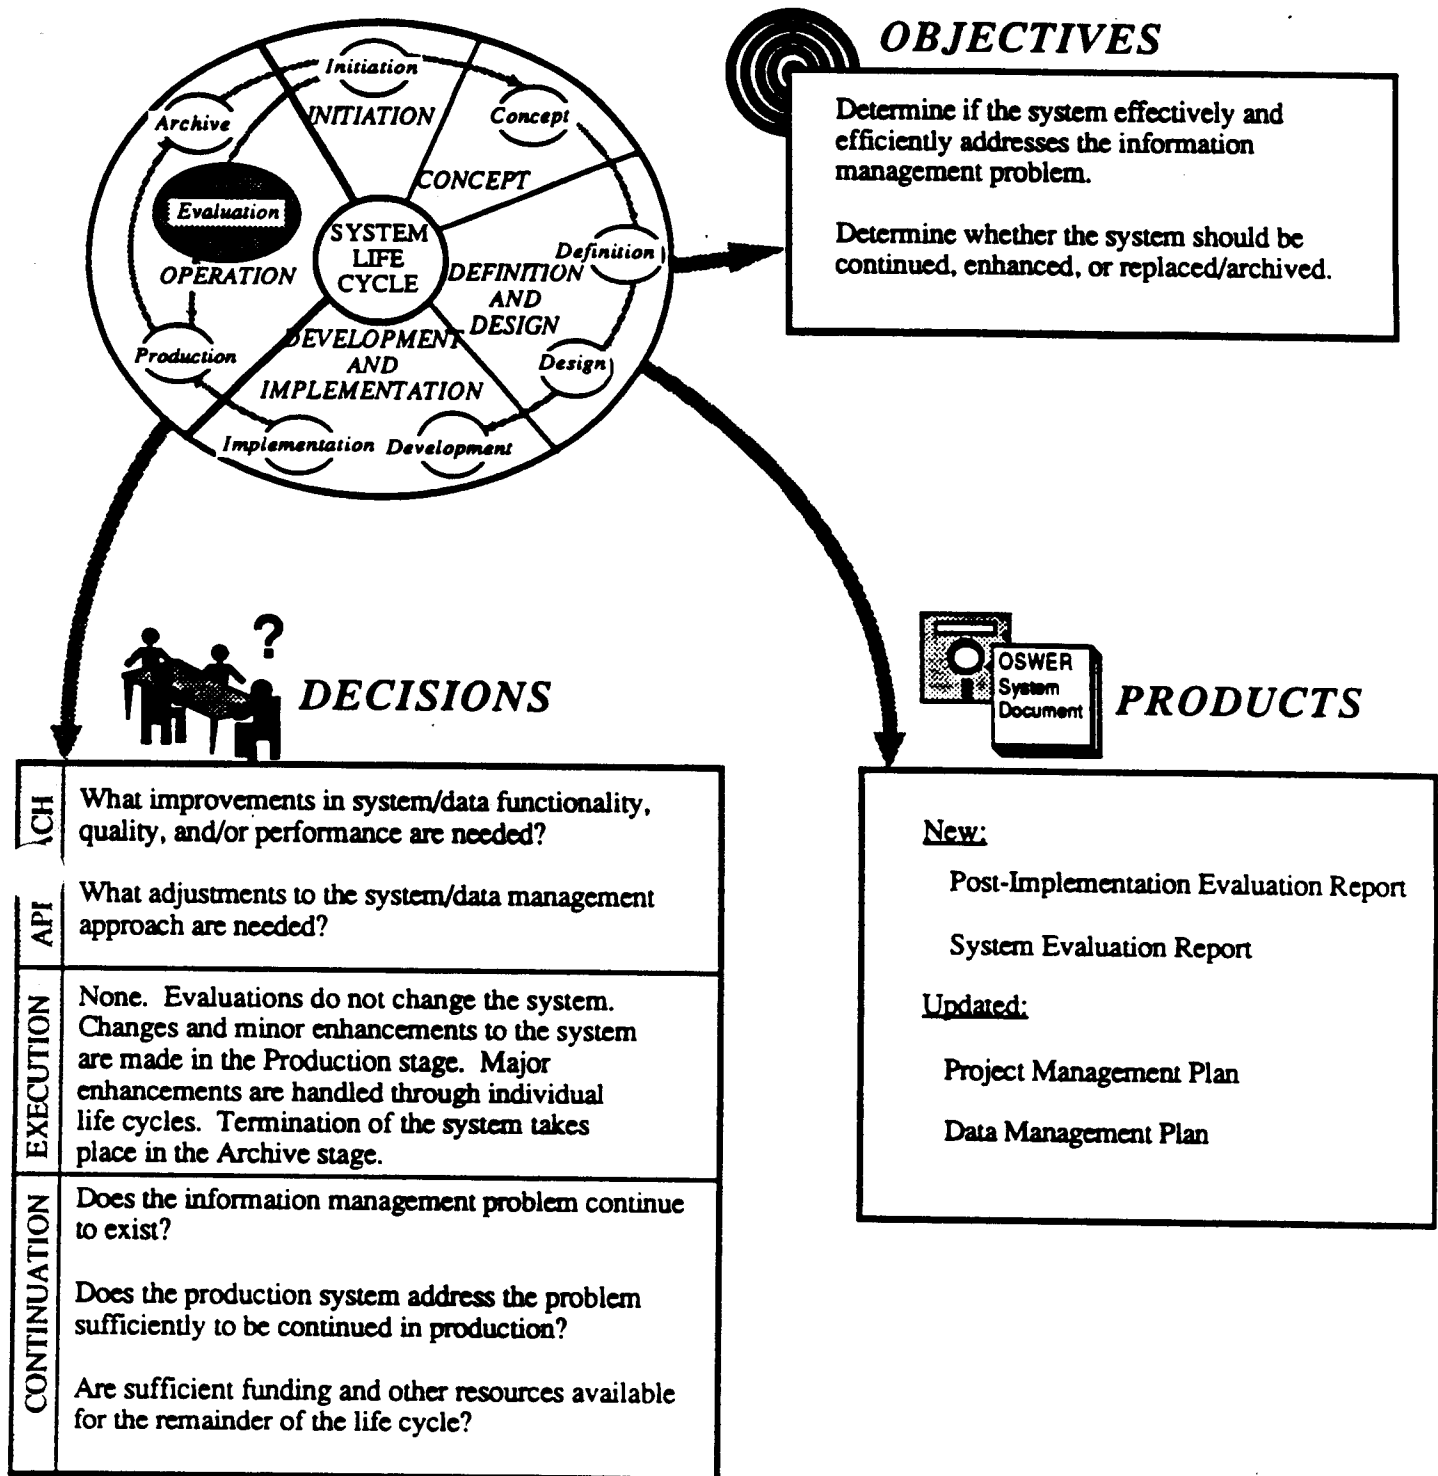 Initiation
INITIATION
Concept
CONCEPT
Archive
Evaluation
OPERATION
Production
SYSTEM
LIFE
CYCLE
Definition
DEFINITION
AND
DESIGN
Design
DEVELOPMENT
AND
IMPLEMENTATION
Implementation
Development
OBJECTIVES
Determine if the system effectively and
efficiently addresses the information
management problem.
Determine whether the system should be
continued, enhanced, or replaced/archived.
?
DECISIONS
CH
API
What improvements in system/data functionality,
quality, and/or performance are needed?
What adjustments to the system/data management
approach are needed?
EXECUTION
None. Evaluations do not change the system.
Changes and minor enhancements to the system
are made in the Production stage. Major
enhancements are handled through individual
life cycles. Termination of the system takes
place in the Archive stage.
CONTINUATION
Does the information management problem continue
to exist?
Does the production system address the problem
sufficiently to be continued in production?
Are sufficient funding and other resources available
for the remainder of the life cycle?
OSWER
System
Document
PRODUCTS
New:
Post-Implementation Evaluation Report
System Evaluation Report
Updated:
Project Management Plan
Data Management Plan